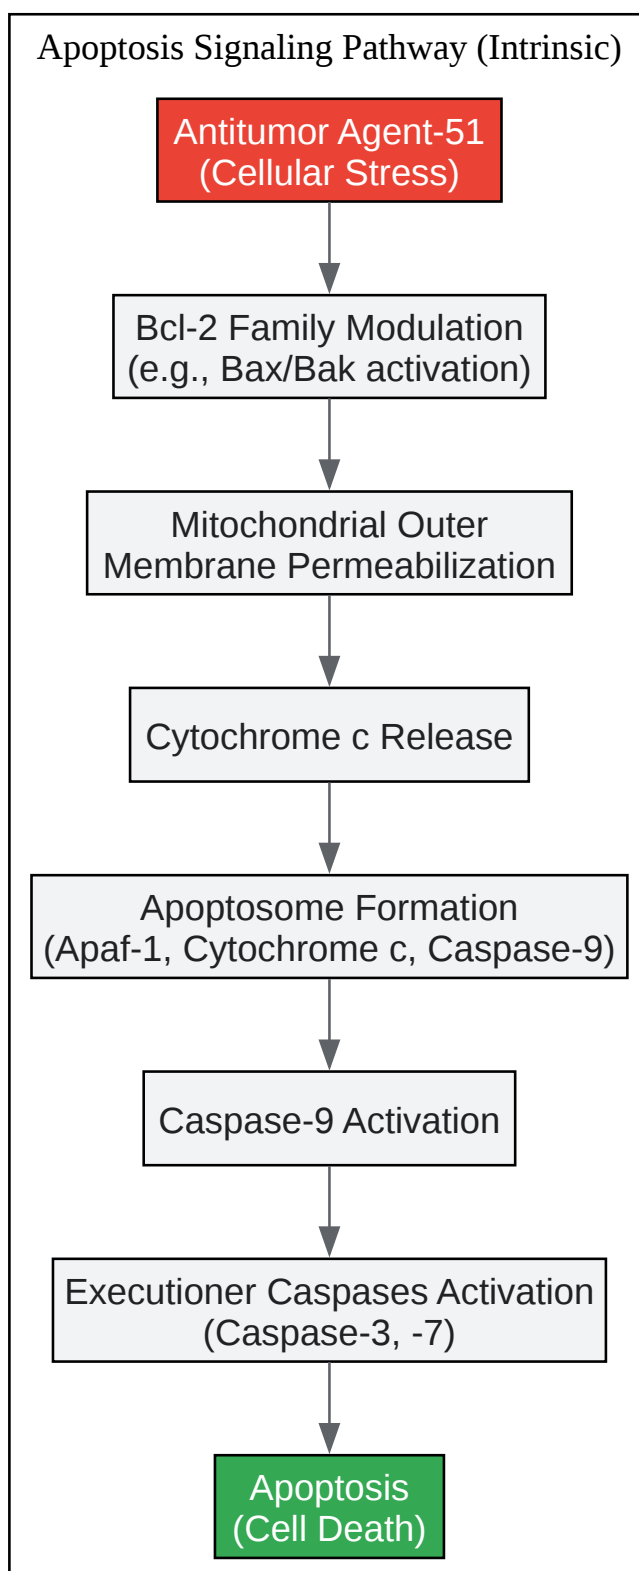 Apoptosis Signaling Pathway (Intrinsic)
Antitumor Agent-51
(Cellular Stress)
Bcl-2 Family Modulation
(e.g., Bax/Bak activation)
Mitochondrial Outer
Membrane Permeabilization
Cytochrome c Release
Apoptosome Formation
(Apaf-1, Cytochrome c, Caspase-9)
Caspase-9 Activation
Executioner Caspases Activation
(Caspase-3, -7)
Apoptosis
(Cell Death)